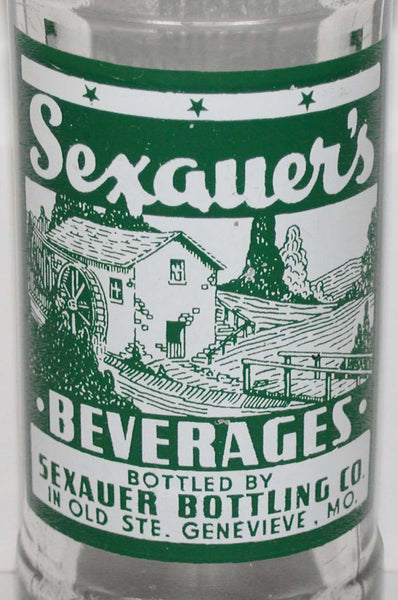 Sexauer's
• BEVERAGES •
BOTTLED BY
SEXAUER BOTTLING CO.
IN OLD STE. GENEVIEVE, MO.